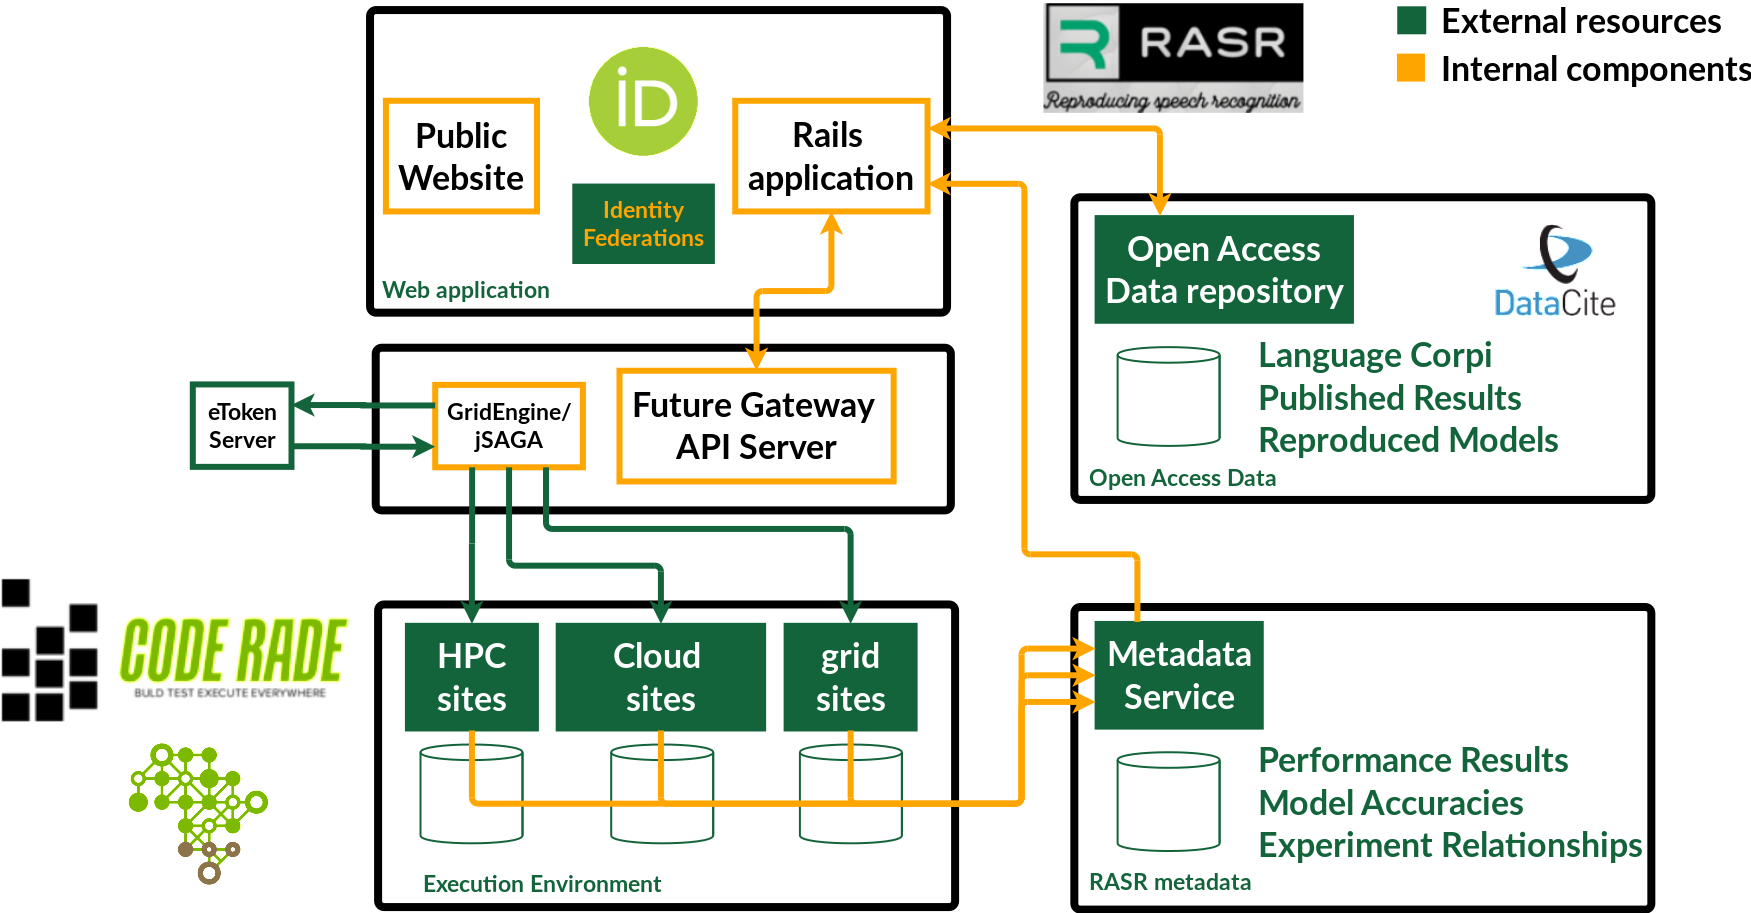 RASR
Reproducing speech recognition
External resources
Internal components
iD
Public
Website
Identity
Federations
Rails
application
Web application
Open Access
Data repository
DataCite
Language Corpi
Published Results
Reproduced Models
Open Access Data
eToken
Server
GridEngine/
jSAGA
Future Gateway
API Server
CODE RADE
BUILD TEST EXECUTE EVERYWHERE
HPC
sites
Cloud
sites
grid
sites
Execution Environment
Metadata
Service
Performance Results
Model Accuracies
Experiment Relationships
RASR metadata